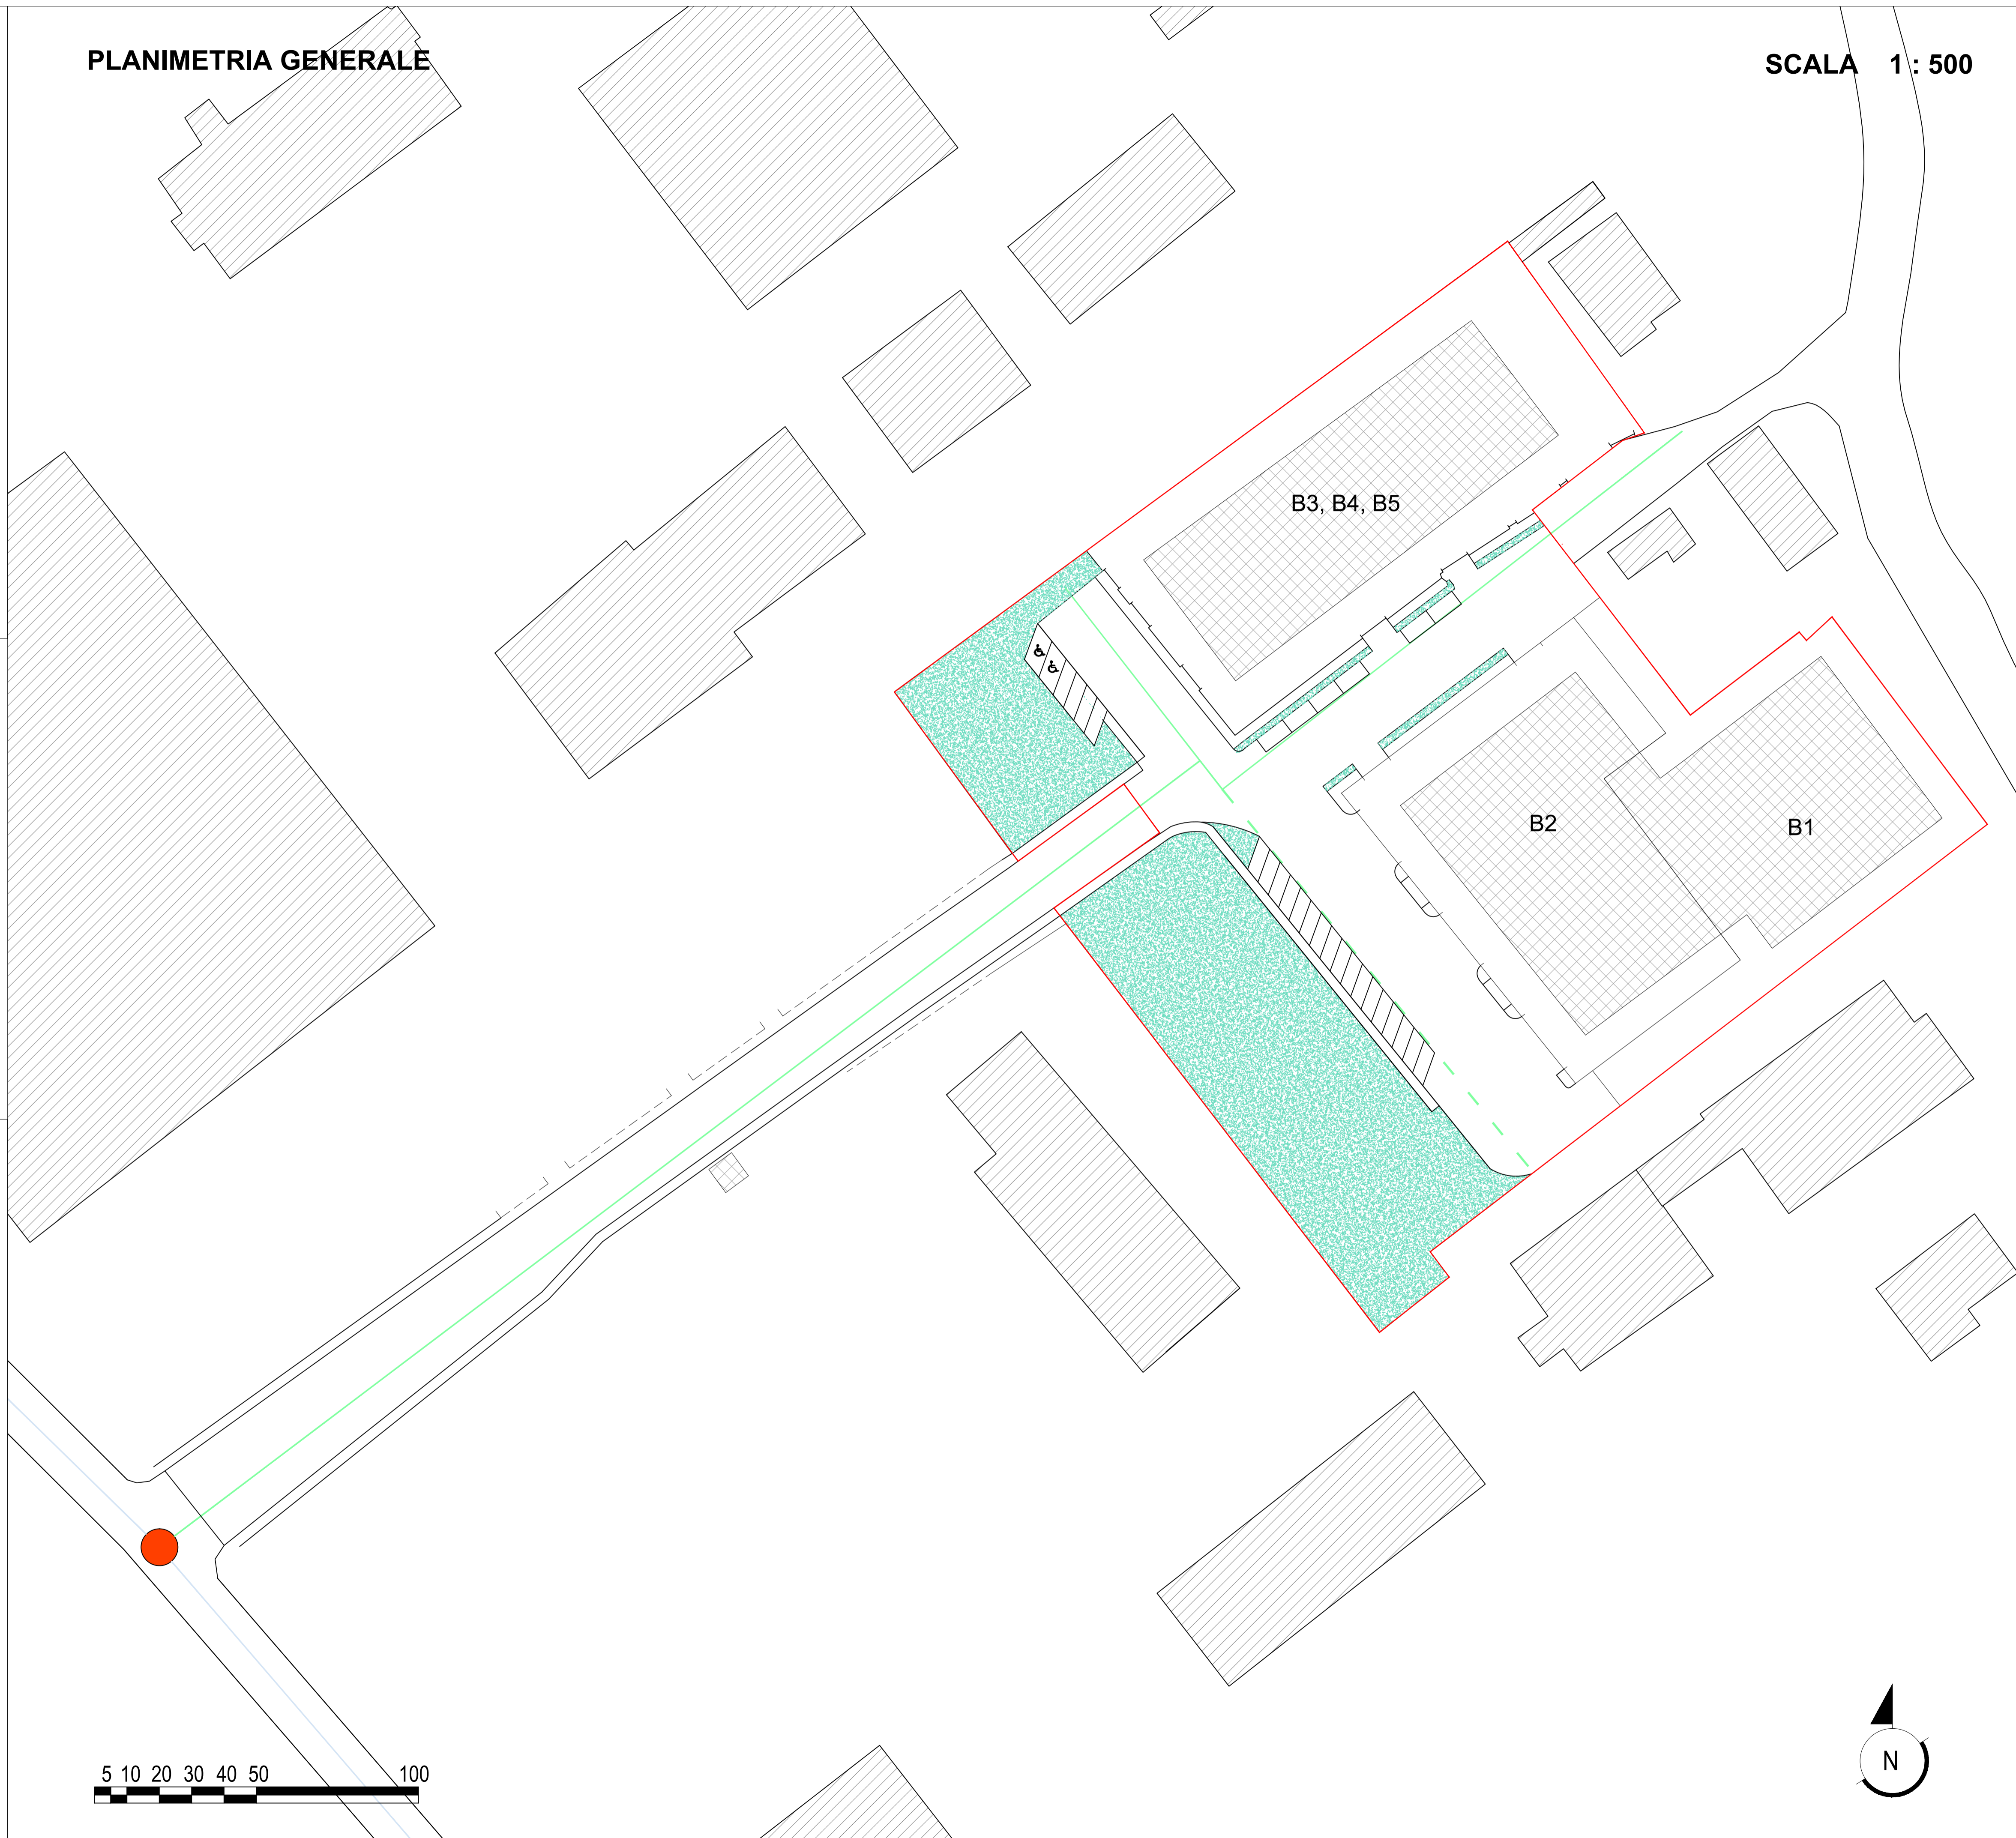 PLANIMETRIA GENERALE
SCALA 1 : 500
B3, B4, B5
B2
B1
5 10 20 30 40 50 100
N